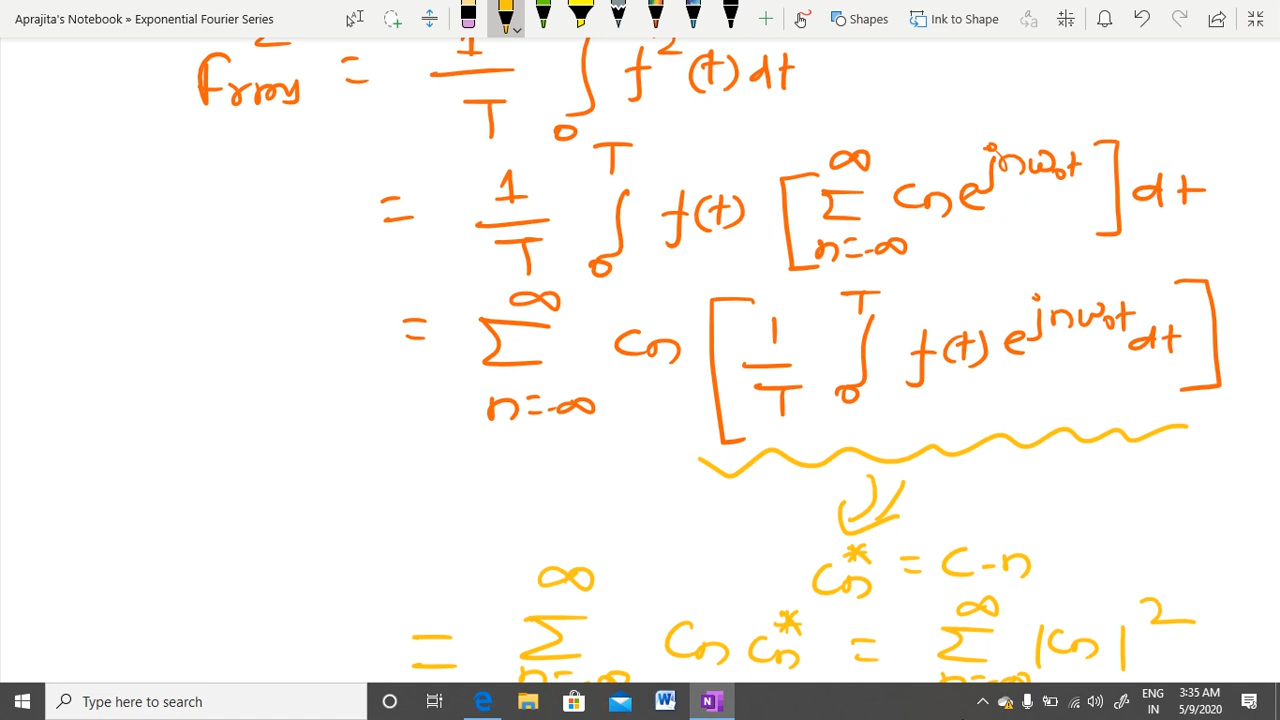 Aprajita's Notebook » Exponential Fourier Series
Shapes Ink to Shape
F²rms = 1/T ∫₀ f²(t) dt
= 1/T ∫₀ᵀ f(t) [ ∑ₙ₌₋∞^∞ cn e^(jnω₀t) ] dt
= ∑ₙ₌₋∞^∞ cn [ 1/T ∫₀ᵀ f(t) e^(jnω₀t) dt ]
cn* = c-n
= ∑ₙ₌₋∞^∞ cn cn* = ∑ₙ₌₋∞^∞ |cn|²
Type here to search
ENG
IN
3:35 AM
5/9/2020